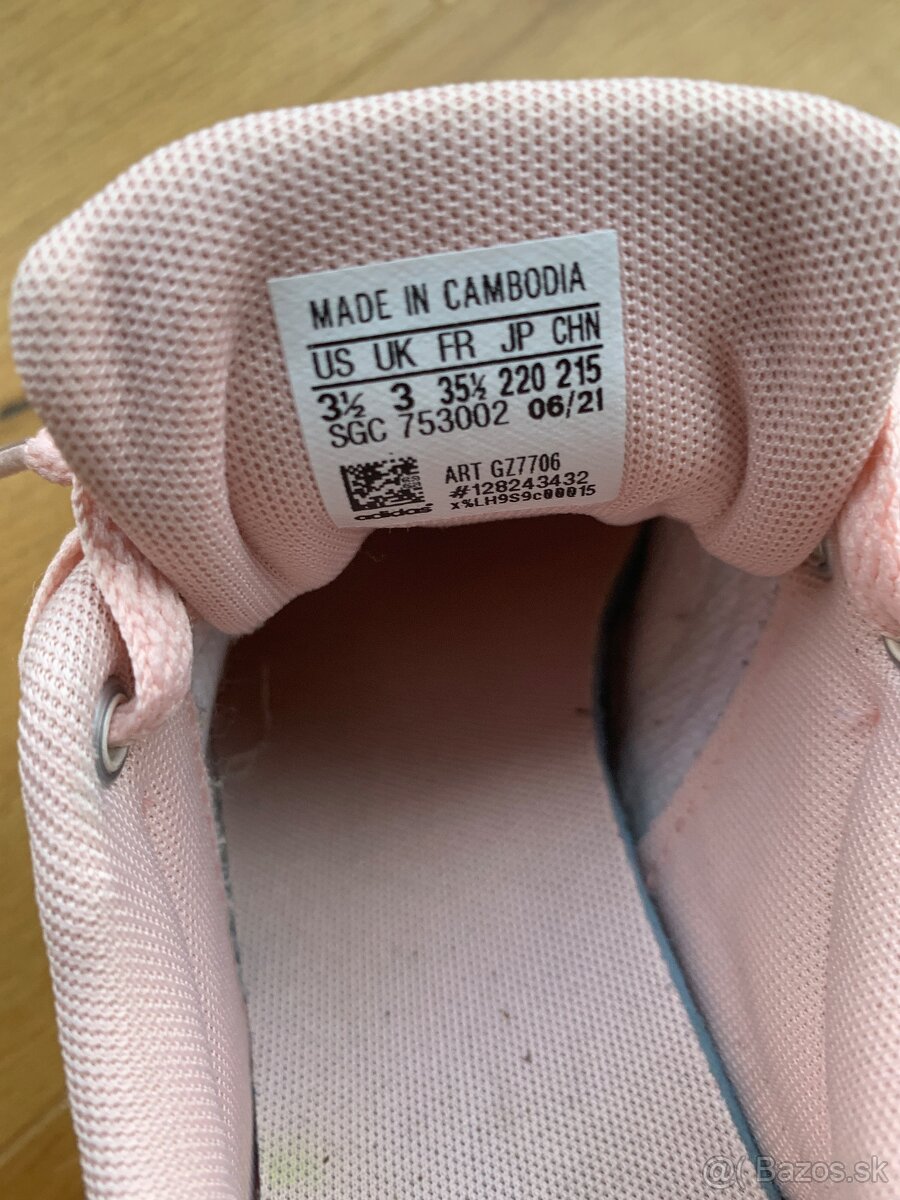 MADE IN CAMBODIA
US UK FR JP CHN
3½ 3 35½ 220 215
SGC 753002 06/21
ART GZ7706
#128243432
x%LH9S9c00015
adidas
@( Bazos.sk